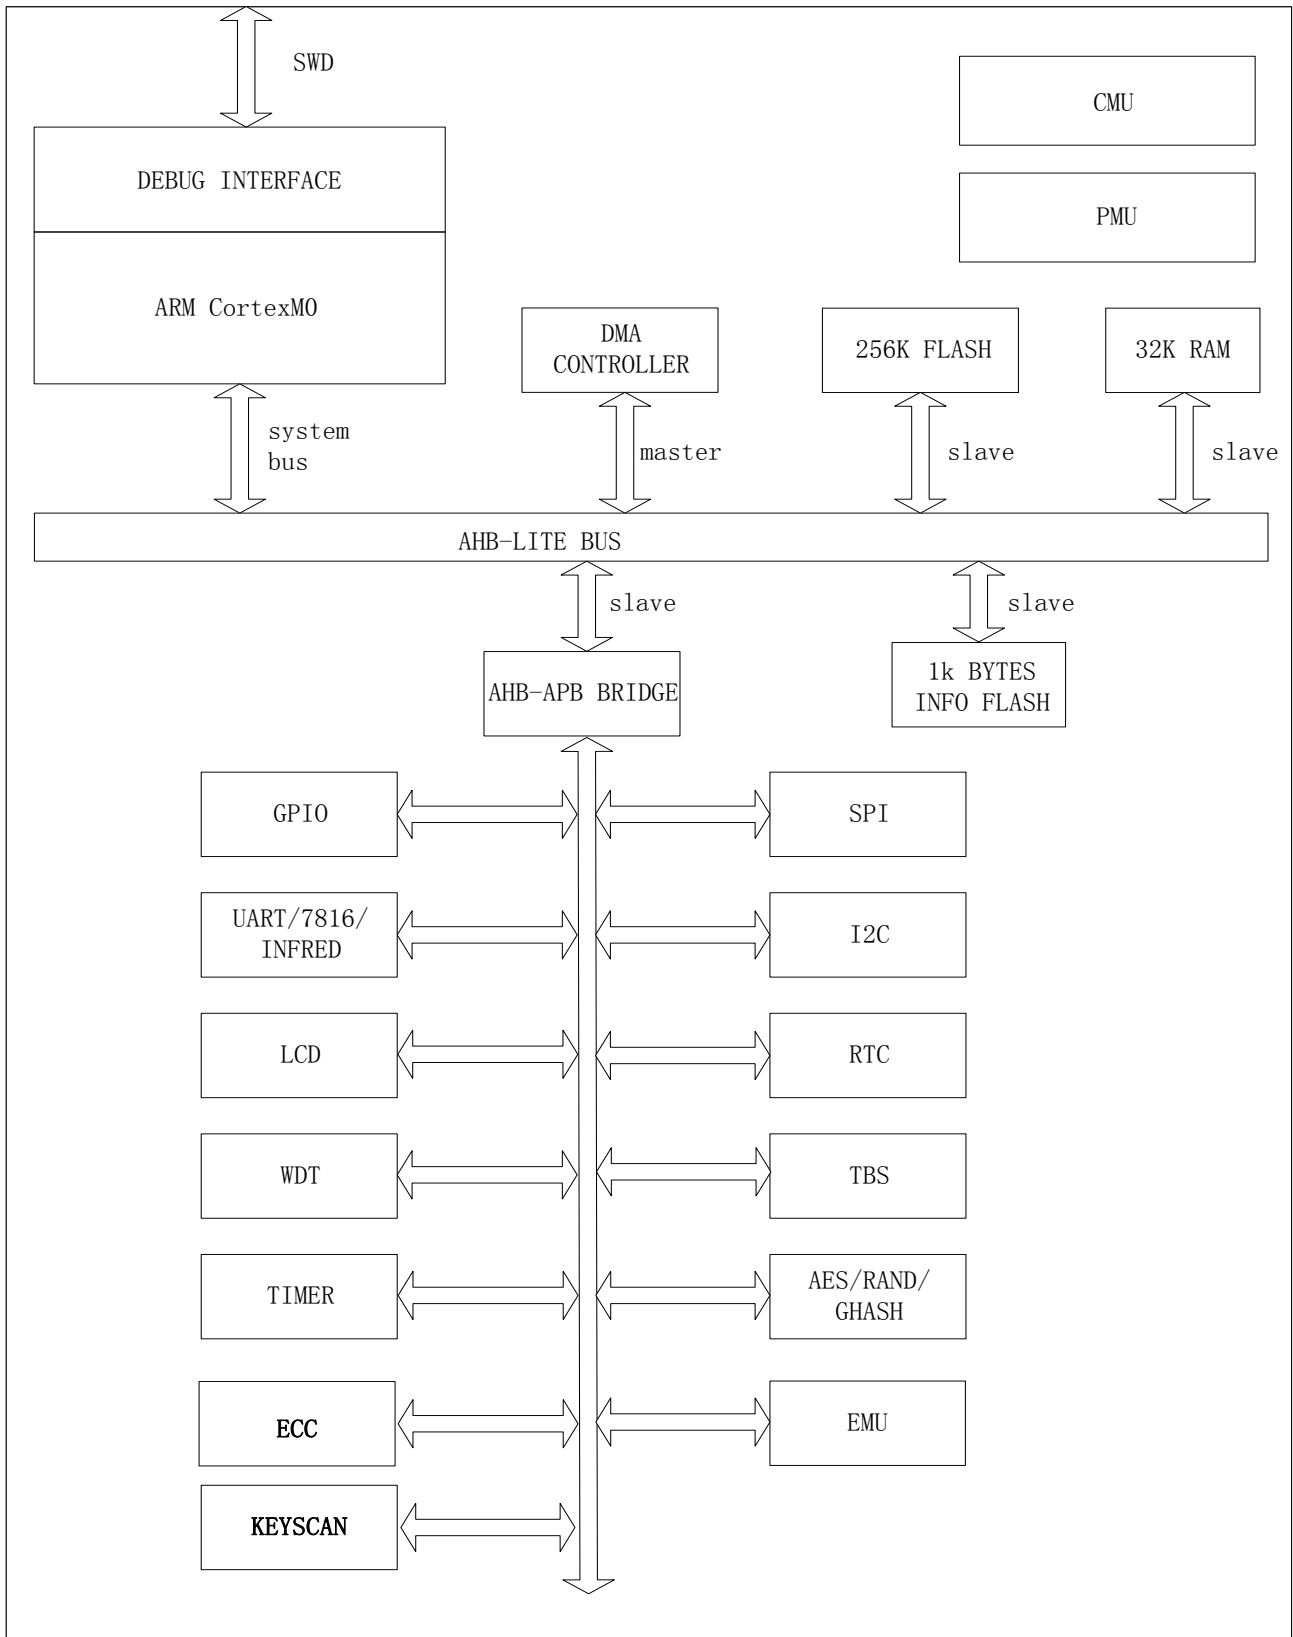 SWD
CMU
DEBUG INTERFACE
PMU
ARM CortexM0
DMA
CONTROLLER
256K FLASH
32K RAM
system
bus
master
slave
slave
AHB-LITE BUS
slave
slave
AHB-APB BRIDGE
1k BYTES
INFO FLASH
GPIO
SPI
UART/7816/
INFRED
I2C
LCD
RTC
WDT
TBS
TIMER
AES/RAND/
GHASH
ECC
EMU
KEYSCAN